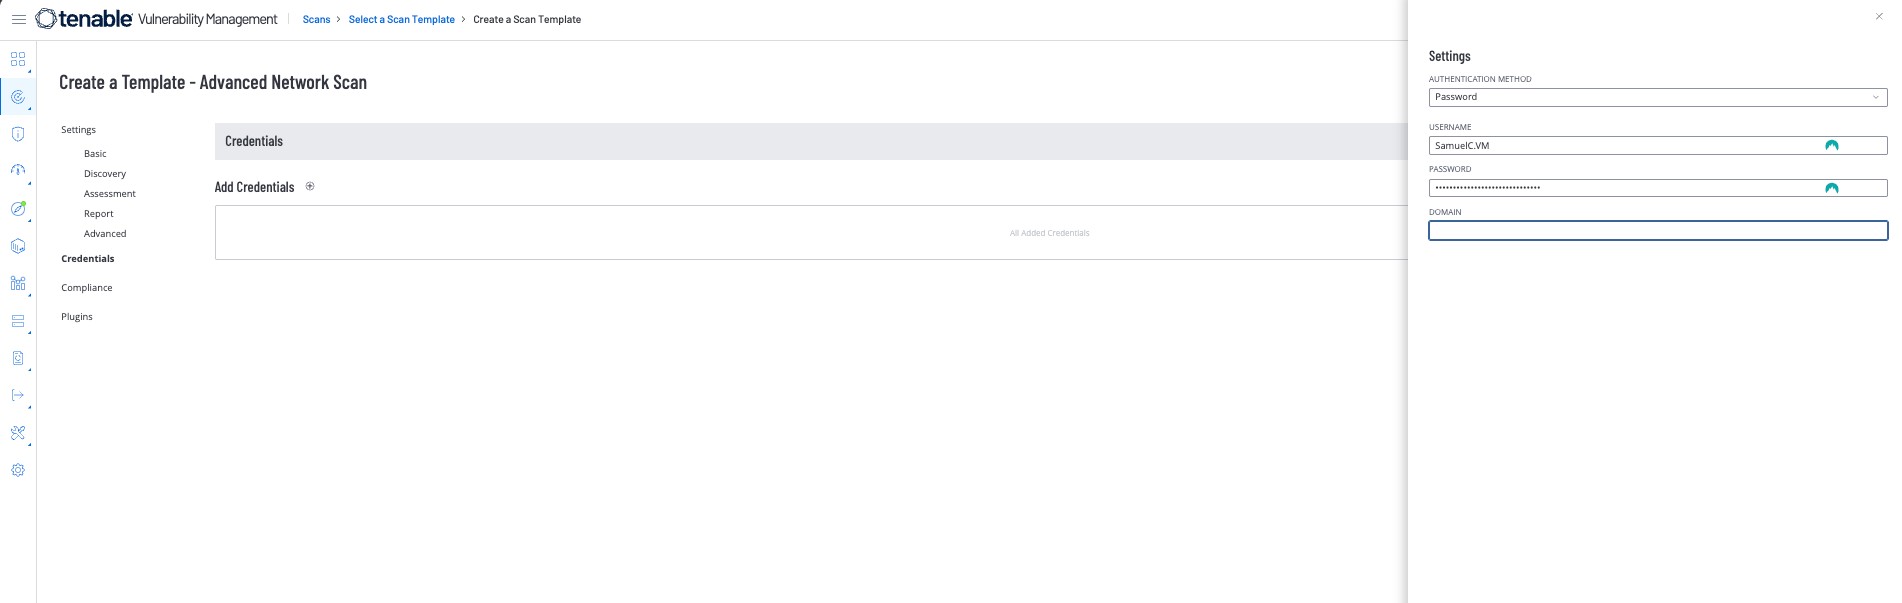 tenable Vulnerability Management Scans > Select a Scan Template > Create a Scan Template
Create a Template - Advanced Network Scan
Settings
Basic
Discovery
Assessment
Report
Advanced
Credentials
Compliance
Plugins
Credentials
Add Credentials
All Added Credentials
Settings
AUTHENTICATION METHOD
Password
USERNAME
SamuelC.VM
PASSWORD
••••••••••••••••••••••••••••••
DOMAIN